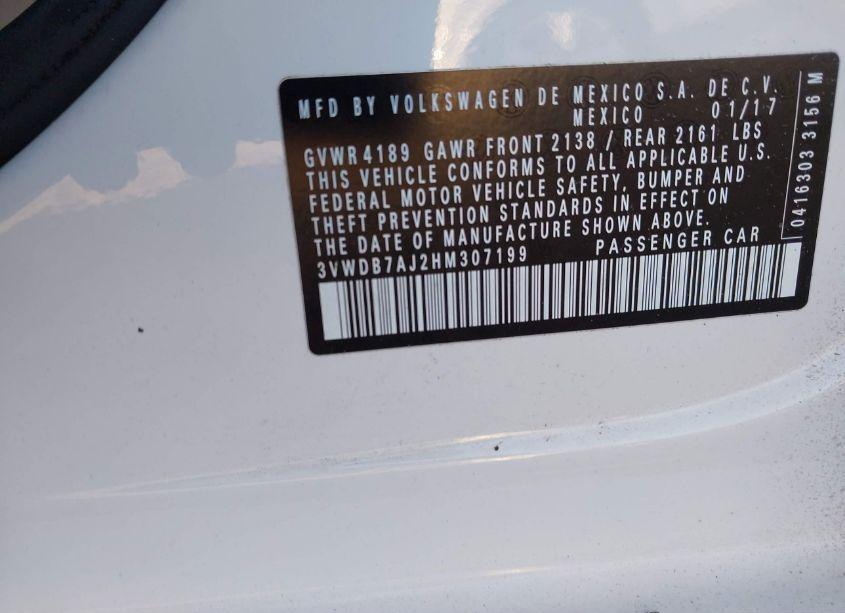 MFD BY VOLKSWAGEN DE MEXICO S.A. DE C.V.
MEXICO 01/17
GVWR 4189 GAWR FRONT 2138 / REAR 2161 LBS
THIS VEHICLE CONFORMS TO ALL APPLICABLE U.S.
FEDERAL MOTOR VEHICLE SAFETY, BUMPER AND
THEFT PREVENTION STANDARDS IN EFFECT ON
THE DATE OF MANUFACTURE SHOWN ABOVE.
3VWDB7AJ2HM307199 PASSENGER CAR
0416303 3156 M